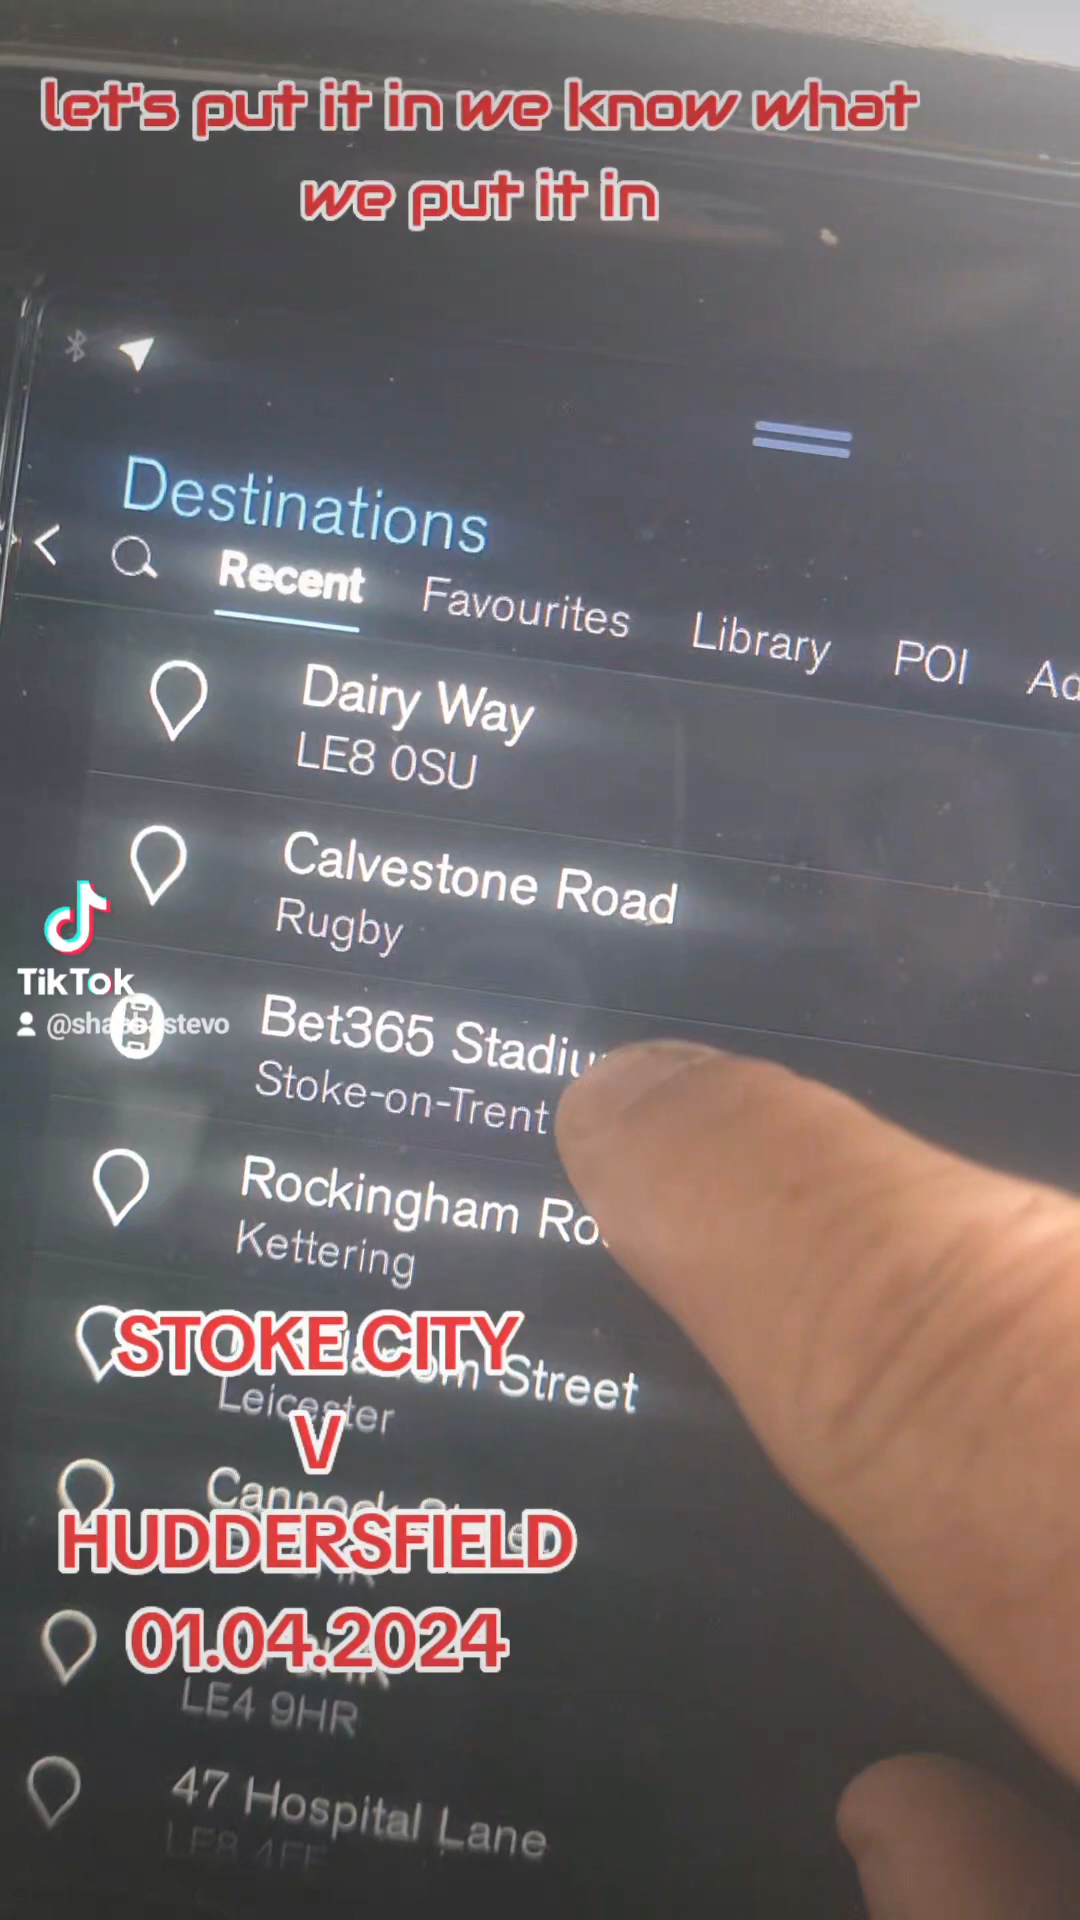 let's put it in we know what
we put it in
Destinations
Recent Favourites Library POI
Dairy Way
LE8 0SU
Calvestone Road
Rugby
TikTok
Bet365
Stoke-on-Trent
Rockingham
Kettering
STOKE CITY
Street
Leicester
V
HUDDERSFIELD
01.04.2024
LE4 9HR
47 Hospital Lane